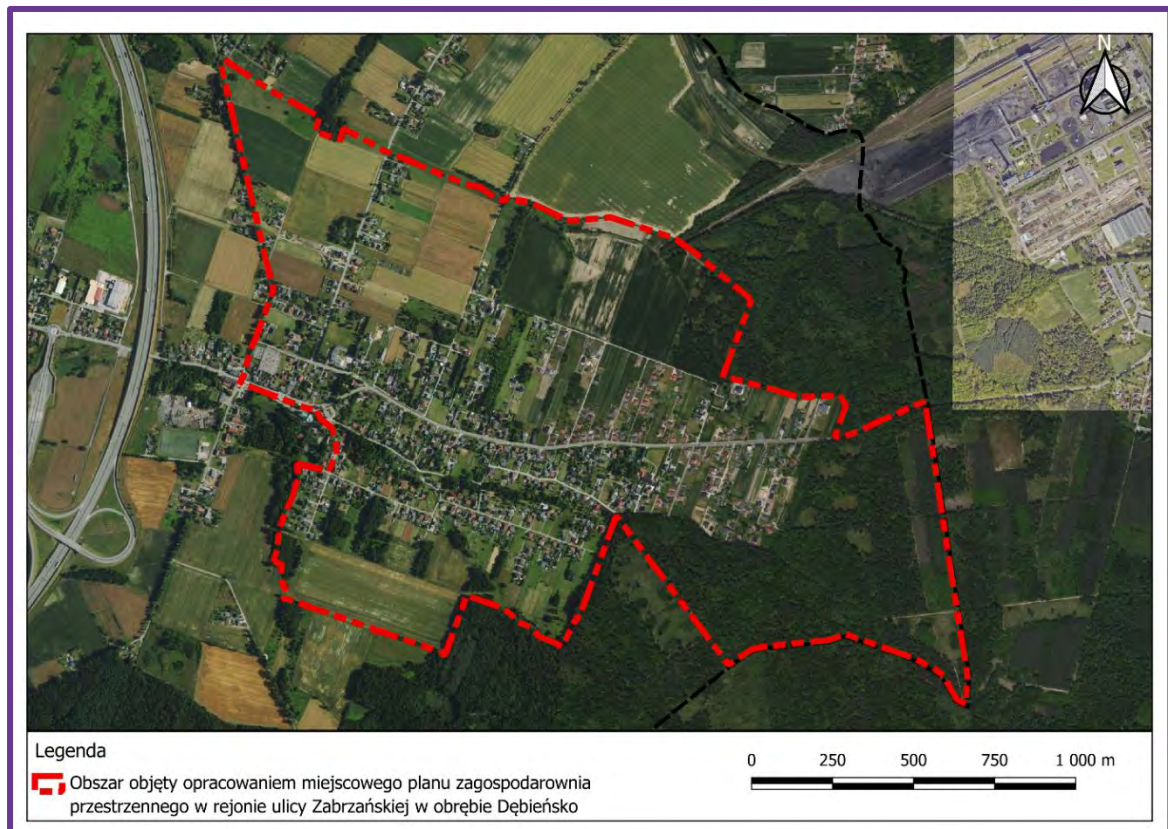 N
Legenda
0 250 500 750 1 000 m
Obszar objęty opracowaniem miejscowego planu zagospodarownia
przestrzennego w rejonie ulicy Zabrzańskiej w obrębie Dębieńsko